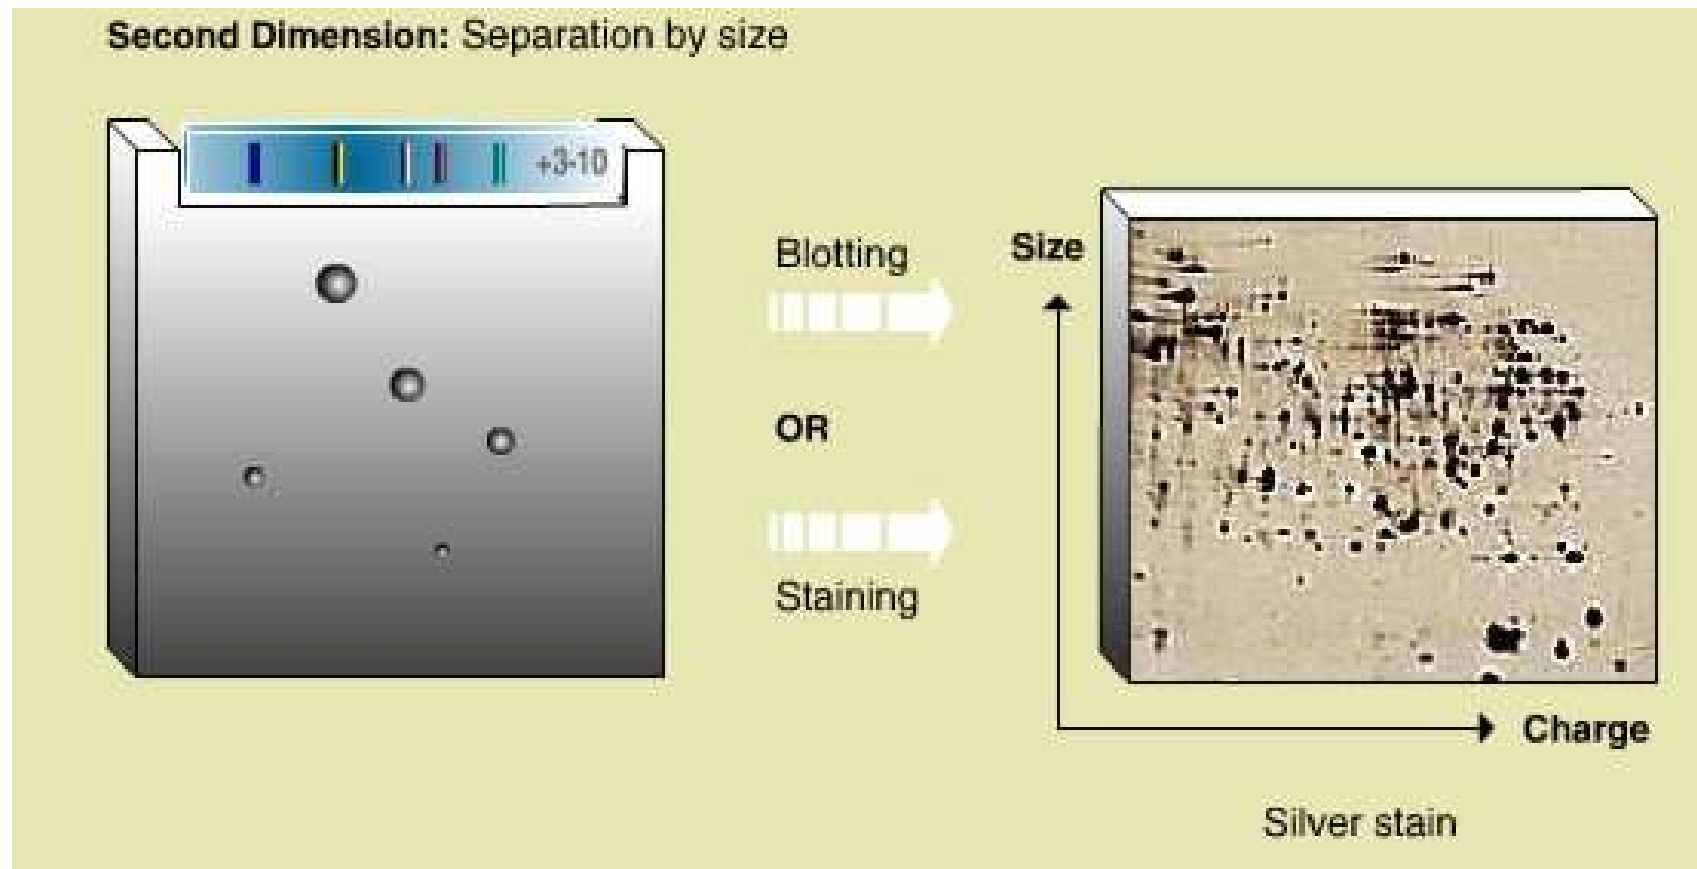 Second Dimension: Separation by size
+3-10
Blotting
OR
Staining
Size
Charge
Silver stain